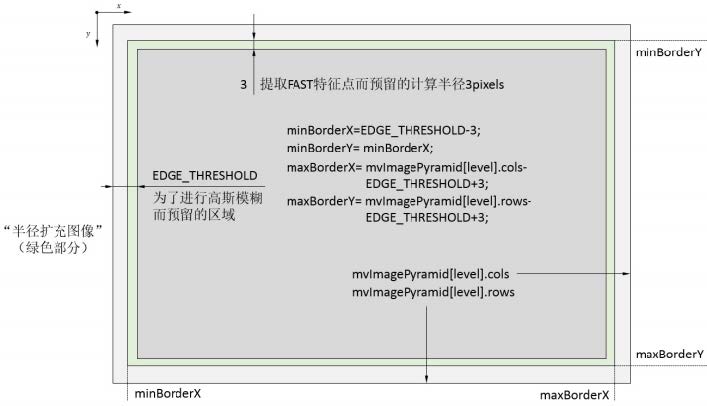 x
y
minBorderY
3 提取FAST特征点而预留的计算半径3pixels
minBorderX=EDGE_THRESHOLD-3;
minBorderY= minBorderX;
maxBorderX= mvImagePyramid[level].cols-
EDGE_THRESHOLD+3;
maxBorderY= mvImagePyramid[level].rows-
EDGE_THRESHOLD+3;
EDGE_THRESHOLD
为了进行高斯模糊
而预留的区域
“半径扩充图像”
（绿色部分）
mvImagePyramid[level].cols
mvImagePyramid[level].rows
maxBorderY
minBorderX
maxBorderX